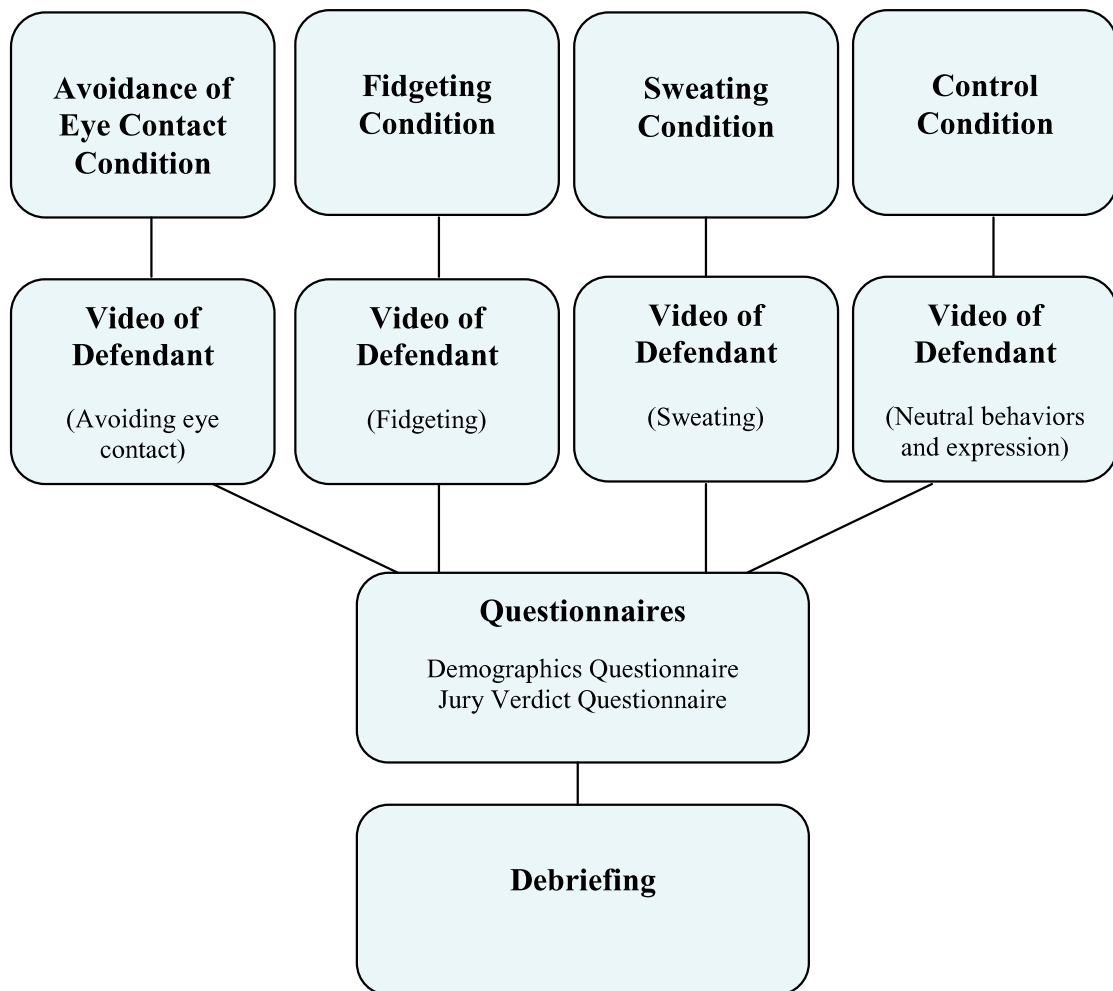 Avoidance of
Eye Contact
Condition
Fidgeting
Condition
Sweating
Condition
Control
Condition
Video of
Defendant
(Avoiding eye
contact)
Video of
Defendant
(Fidgeting)
Video of
Defendant
(Sweating)
Video of
Defendant
(Neutral behaviors
and expression)
Questionnaires
Demographics Questionnaire
Jury Verdict Questionnaire
Debriefing